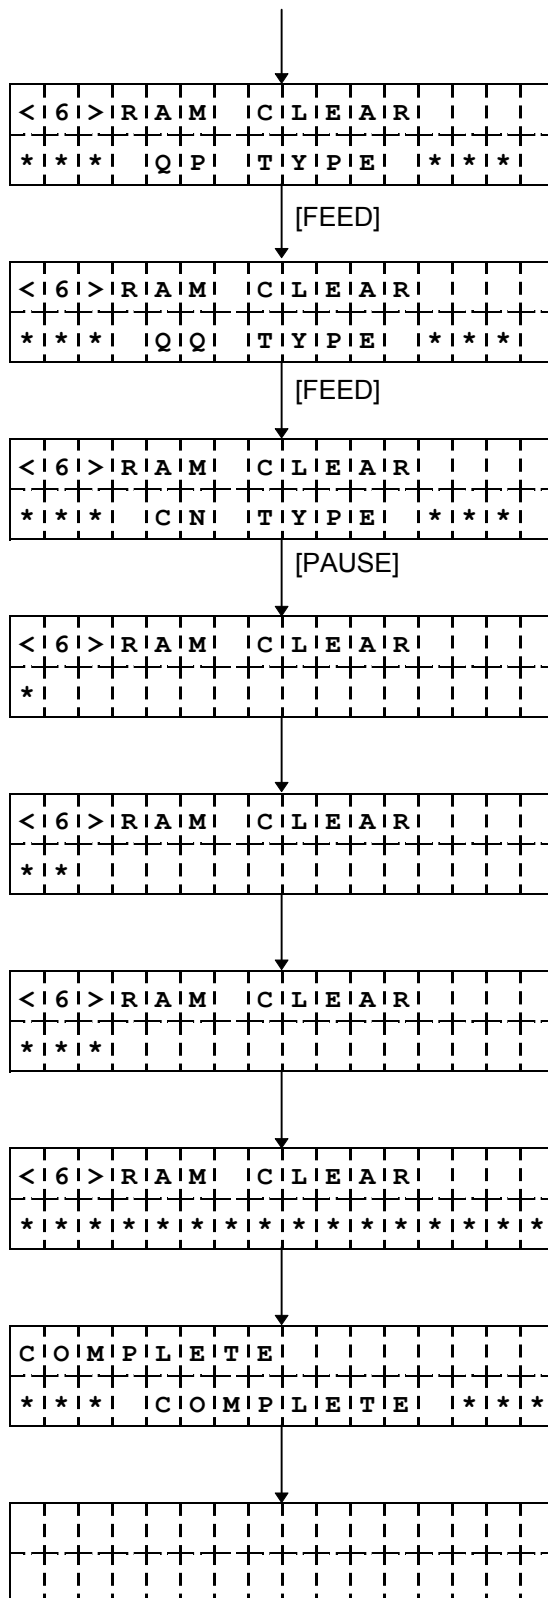 <6>RAM CLEAR
*** QP TYPE ***
[FEED]
<6>RAM CLEAR
*** QQ TYPE ***
[FEED]
<6>RAM CLEAR
*** CN TYPE ***
[PAUSE]
<6>RAM CLEAR
*
<6>RAM CLEAR
**
<6>RAM CLEAR
***
<6>RAM CLEAR
****************
COMPLETE
*** COMPLETE ***